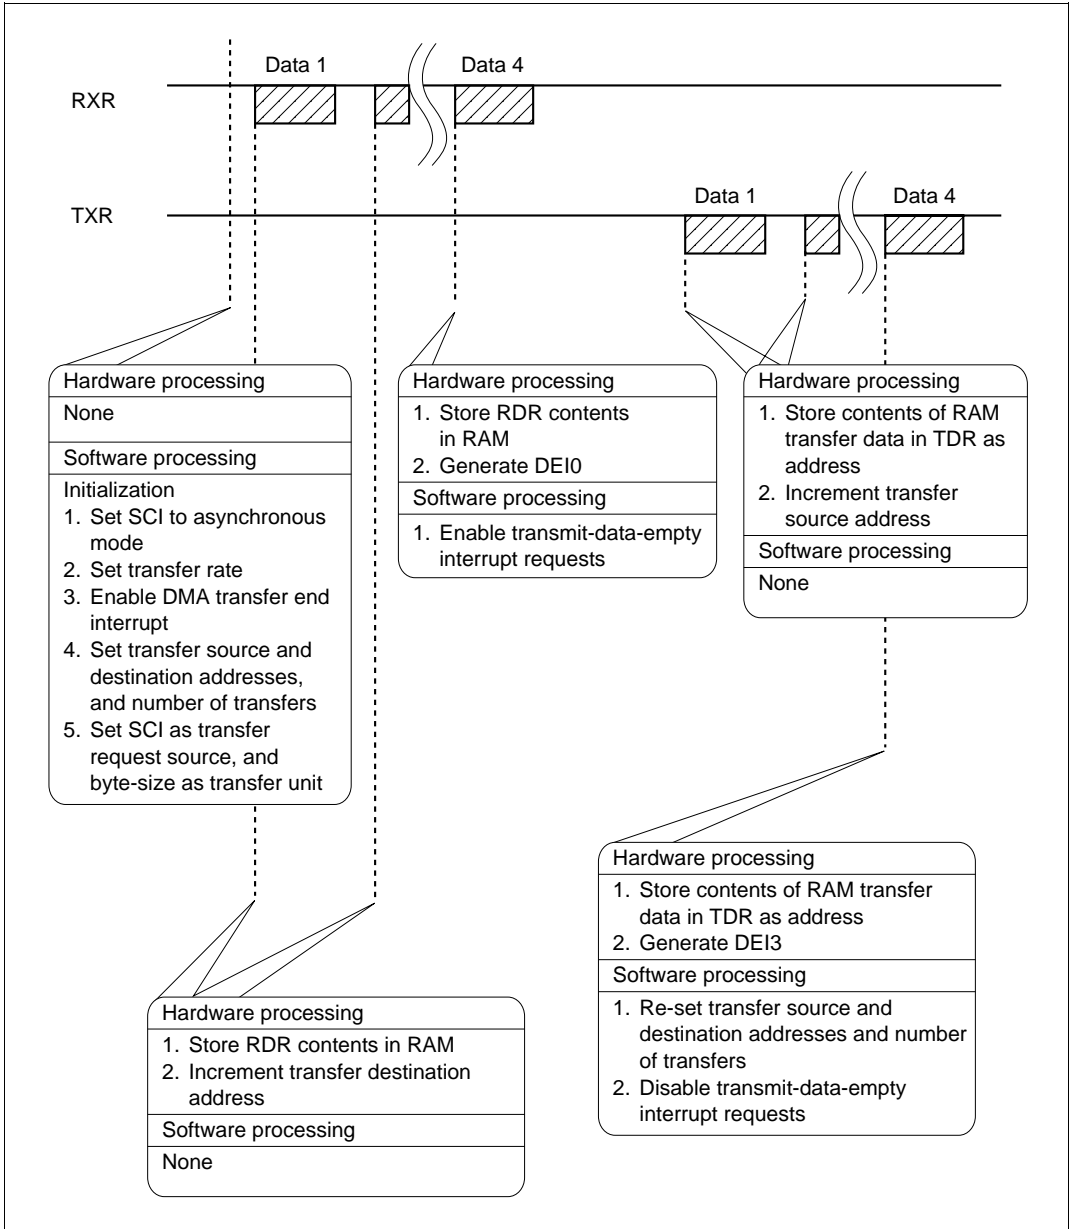 Data 1
Data 4
RXR
Data 1
Data 4
TXR
Hardware processing
None
Software processing
Initialization
1. Set SCI to asynchronous
mode
2. Set transfer rate
3. Enable DMA transfer end
interrupt
4. Set transfer source and
destination addresses,
and number of transfers
5. Set SCI as transfer
request source, and
byte-size as transfer unit
Hardware processing
1. Store RDR contents
in RAM
2. Generate DEI0
Software processing
1. Enable transmit-data-empty
interrupt requests
Hardware processing
1. Store contents of RAM
transfer data in TDR as
address
2. Increment transfer
source address
Software processing
None
Hardware processing
1. Store RDR contents in RAM
2. Increment transfer destination
address
Software processing
None
Hardware processing
1. Store contents of RAM transfer
data in TDR as address
2. Generate DEI3
Software processing
1. Re-set transfer source and
destination addresses and number
of transfers
2. Disable transmit-data-empty
interrupt requests